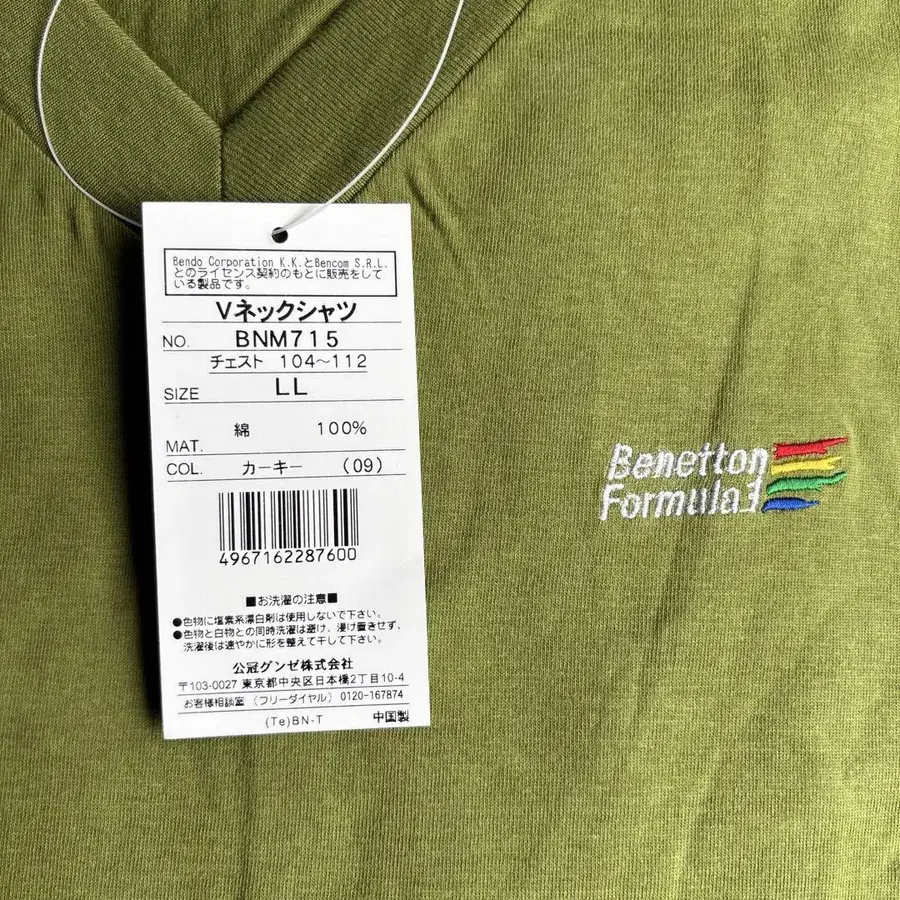 Bendo Corporation K.K.とBencom S.R.L.
とのライセンス契約のもとに販売をして
いる製品です。
Vネックシャツ
NO. BNM715
チェスト 104〜112
SIZE LL
MAT. 綿 100%
COL. カーキー (09)
4967162287600
■お洗濯の注意■
●色物に塩素系漂白剤は使用しないで下さい。
●色物と白物との同時洗濯は避け、浸け置きせず、
洗濯後は速やかに形を整えて干して下さい。
公冠グンゼ株式会社
〒103-0027 東京都中央区日本橋2丁目10-4
お客様相談室 (フリーダイヤル) 0120-167874
(Te)BN-T 中国製
Benetton
Formula 1